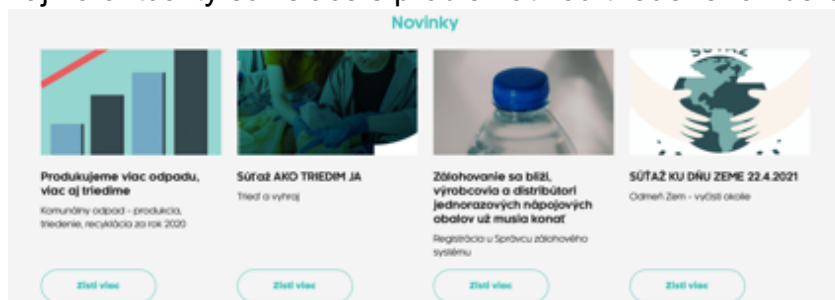 Novinky
SÚŤAŽ
Produkujeme viac odpadu,
viac aj triedime
Komunálny odpad - produkcia,
triedenie, recyklácia za rok 2020
Zisti viac
Súťaž AKO TRIEDIM JA
Trieď a vyhraj
Zisti viac
Zálohovanie sa blíži,
výrobcovia a distribútori
jednorazových nápojových
obalov už musia konať
Registrácia u Správcu zálohového
systému
Zisti viac
SÚŤAŽ KU DŇU ZEME 22.4.2021
Odmeň Zem - vyčisti okolie
Zisti viac